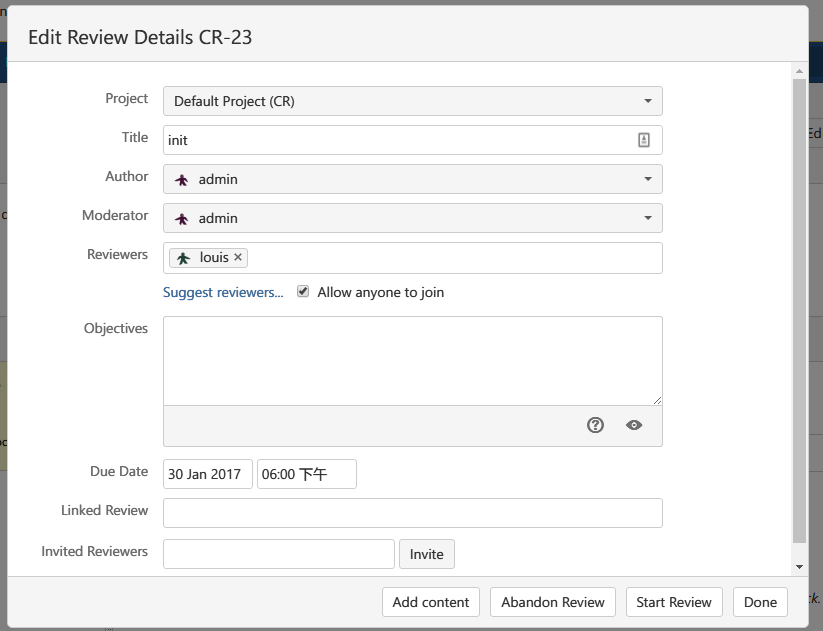 Edit Review Details CR-23
Project Default Project (CR)
Title init
Author admin
Moderator admin
Reviewers louis ×
Suggest reviewers... Allow anyone to join
Objectives
Due Date 30 Jan 2017 06:00 下午
Linked Review
Invited Reviewers Invite
Add content Abandon Review Start Review Done